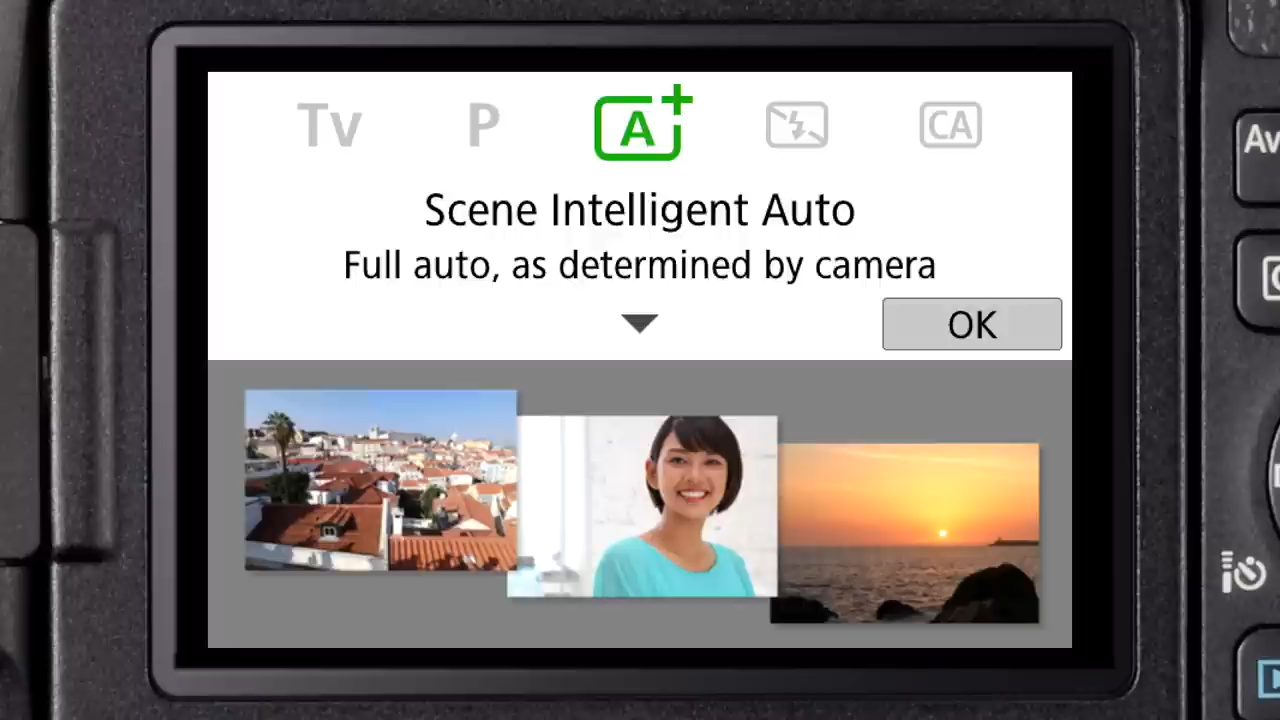 Tv P A+ CA
Scene Intelligent Auto
Full auto, as determined by camera
OK
Av